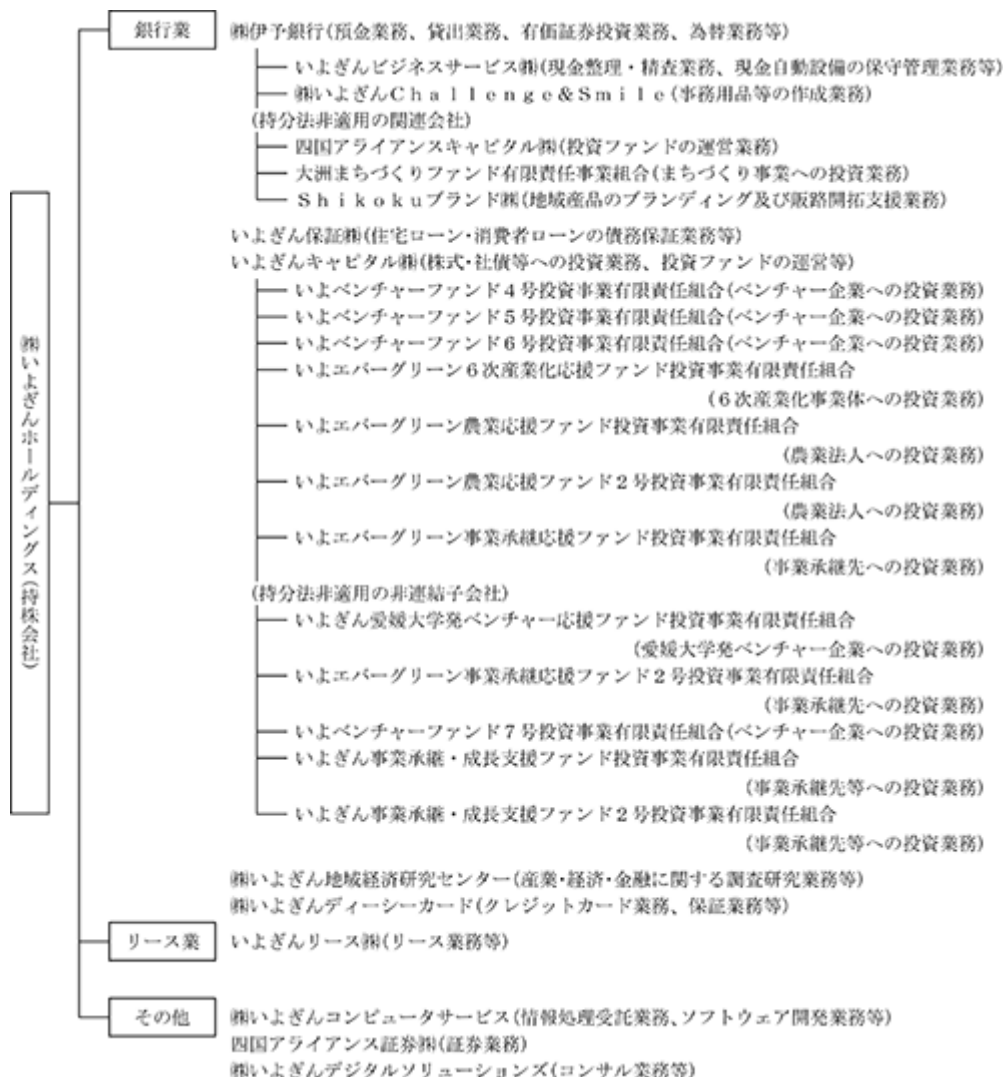 銀行業
㈱伊予銀行(預金業務、貸出業務、有価証券投資業務、為替業務等)
いよぎんビジネスサービス㈱(現金整理・精査業務、現金自動設備の保守管理業務等)
㈱いよぎんＣｈａｌｌｅｎｇｅ＆Ｓｍｉｌｅ(事務用品等の作成業務)
(持分法非適用の関連会社)
四国アライアンスキャピタル㈱(投資ファンドの運営業務)
大洲まちづくりファンド有限責任事業組合(まちづくり事業への投資業務)
Ｓｈｉｋｏｋｕブランド㈱(地域産品のブランディング及び販路開拓支援業務)
いよぎん保証㈱(住宅ローン・消費者ローンの債務保証業務等)
いよぎんキャピタル㈱(株式・社債等への投資業務、投資ファンドの運営等)
いよベンチャーファンド４号投資事業有限責任組合(ベンチャー企業への投資業務)
いよベンチャーファンド５号投資事業有限責任組合(ベンチャー企業への投資業務)
いよベンチャーファンド６号投資事業有限責任組合(ベンチャー企業への投資業務)
いよエバーグリーン６次産業化応援ファンド投資事業有限責任組合
(６次産業化事業体への投資業務)
いよエバーグリーン農業応援ファンド投資事業有限責任組合
(農業法人への投資業務)
いよエバーグリーン農業応援ファンド２号投資事業有限責任組合
(農業法人への投資業務)
いよエバーグリーン事業承継応援ファンド投資事業有限責任組合
(事業承継先への投資業務)
(持分法非適用の非連結子会社)
いよぎん愛媛大学発ベンチャー応援ファンド投資事業有限責任組合
(愛媛大学発ベンチャー企業への投資業務)
いよエバーグリーン事業承継応援ファンド２号投資事業有限責任組合
(事業承継先への投資業務)
いよベンチャーファンド７号投資事業有限責任組合(ベンチャー企業への投資業務)
いよぎん事業承継・成長支援ファンド投資事業有限責任組合
(事業承継先等への投資業務)
いよぎん事業承継・成長支援ファンド２号投資事業有限責任組合
(事業承継先等への投資業務)
㈱いよぎんホールディングス(持株会社)
㈱いよぎん地域経済研究センター(産業・経済・金融に関する調査研究業務等)
㈱いよぎんディーシーカード(クレジットカード業務、保証業務等)
リース業
いよぎんリース㈱(リース業務等)
その他
㈱いよぎんコンピュータサービス(情報処理受託業務、ソフトウェア開発業務等)
四国アライアンス証券㈱(証券業務)
㈱いよぎんデジタルソリューションズ(コンサル業務等)